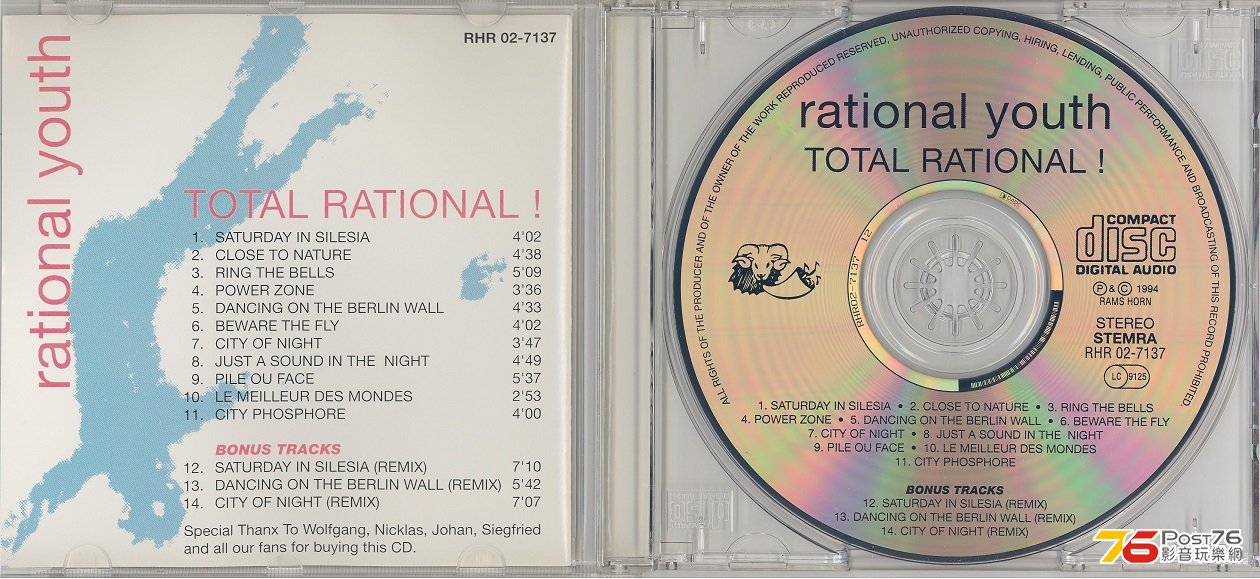 RHR 02-7137
rational youth
TOTAL RATIONAL !
1. SATURDAY IN SILESIA 4'02
2. CLOSE TO NATURE 4'38
3. RING THE BELLS 5'09
4. POWER ZONE 3'36
5. DANCING ON THE BERLIN WALL 4'33
6. BEWARE THE FLY 4'02
7. CITY OF NIGHT 3'47
8. JUST A SOUND IN THE NIGHT 4'49
9. PILE OU FACE 5'37
10. LE MEILLEUR DES MONDES 2'53
11. CITY PHOSPHORE 4'00
BONUS TRACKS
12. SATURDAY IN SILESIA (REMIX) 7'10
13. DANCING ON THE BERLIN WALL (REMIX) 5'42
14. CITY OF NIGHT (REMIX) 7'07
Special Thanx To Wolfgang, Nicklas, Johan, Siegfried
and all our fans for buying this CD.
ALL RIGHTS OF THE PRODUCER AND OF THE OWNER OF THE WORK REPRODUCED RESERVED, UNAUTHORIZED COPYING, HIRING, LENDING, PUBLIC PERFORMANCE AND BROADCASTING OF THIS RECORD PROHIBITED.
rational youth
TOTAL RATIONAL !
RHR02-7137 12
COMPACT
disc
DIGITAL AUDIO
℗ & © 1994
RAMS HORN
STEREO
STEMRA
RHR 02-7137
LC 9125
1. SATURDAY IN SILESIA • 2. CLOSE TO NATURE • 3. RING THE BELLS
4. POWER ZONE • 5. DANCING ON THE BERLIN WALL • 6. BEWARE THE FLY
7. CITY OF NIGHT • 8. JUST A SOUND IN THE NIGHT
9. PILE OU FACE • 10. LE MEILLEUR DES MONDES
11. CITY PHOSPHORE
BONUS TRACKS
12. SATURDAY IN SILESIA (REMIX)
13. DANCING ON THE BERLIN WALL (REMIX)
14. CITY OF NIGHT (REMIX)
76 Post76
影音玩樂網